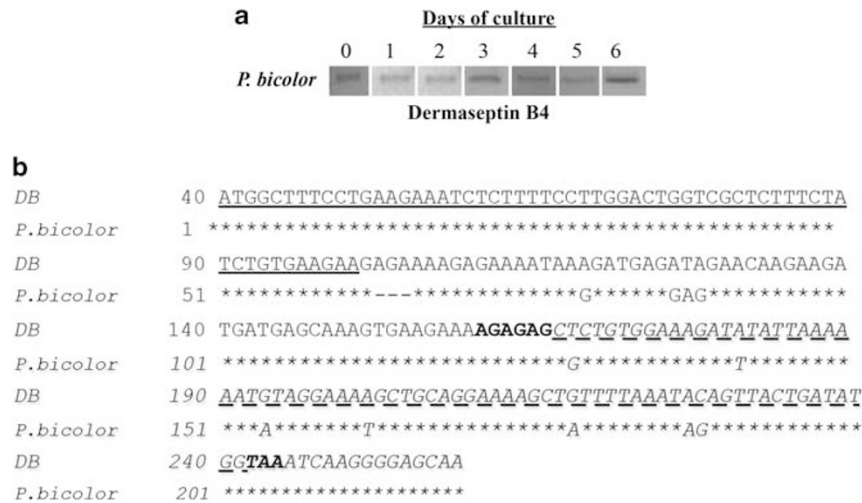 a
Days of culture
0 1 2 3 4 5 6
P. bicolor
Dermaseptin B4
b
DB 40 ATGGCTTTCCTGAAGAAATCTCTTTTCCTTGGACTGGTCGCTCTTTCTA
P.bicolor 1 *************************************************
DB 90 TCTGTGAAGAAGAGAAAAGAGAAAATAAAGATGAGATAGAACAAGAAGA
P.bicolor 51 ************---*************G******GAG***********
DB 140 TGATGAGCAAAGTGAAGAAAAGAGAGCTCTGTGGAAAGATATATTAAAA
P.bicolor 101 ***************************G************T********
DB 190 AATGTAGGAAAAGCTGCAGGAAAAGCTGTTTTAAATACAGTTACTGATAT
P.bicolor 151 ***A*******T***************A********AG************
DB 240 GGTAAATCAAGGGGAGCAA
P.bicolor 201 ********************